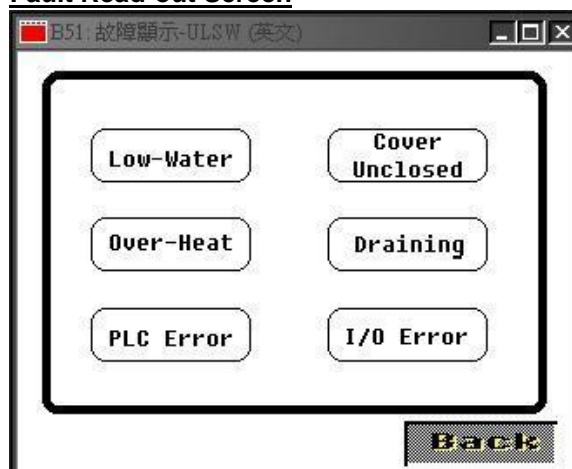 Fault Read Out Screen
B51: 故障顯示-ULSW (英文)
Low-Water
Cover
Unclosed
Over-Heat
Draining
PLC Error
I/O Error
Back